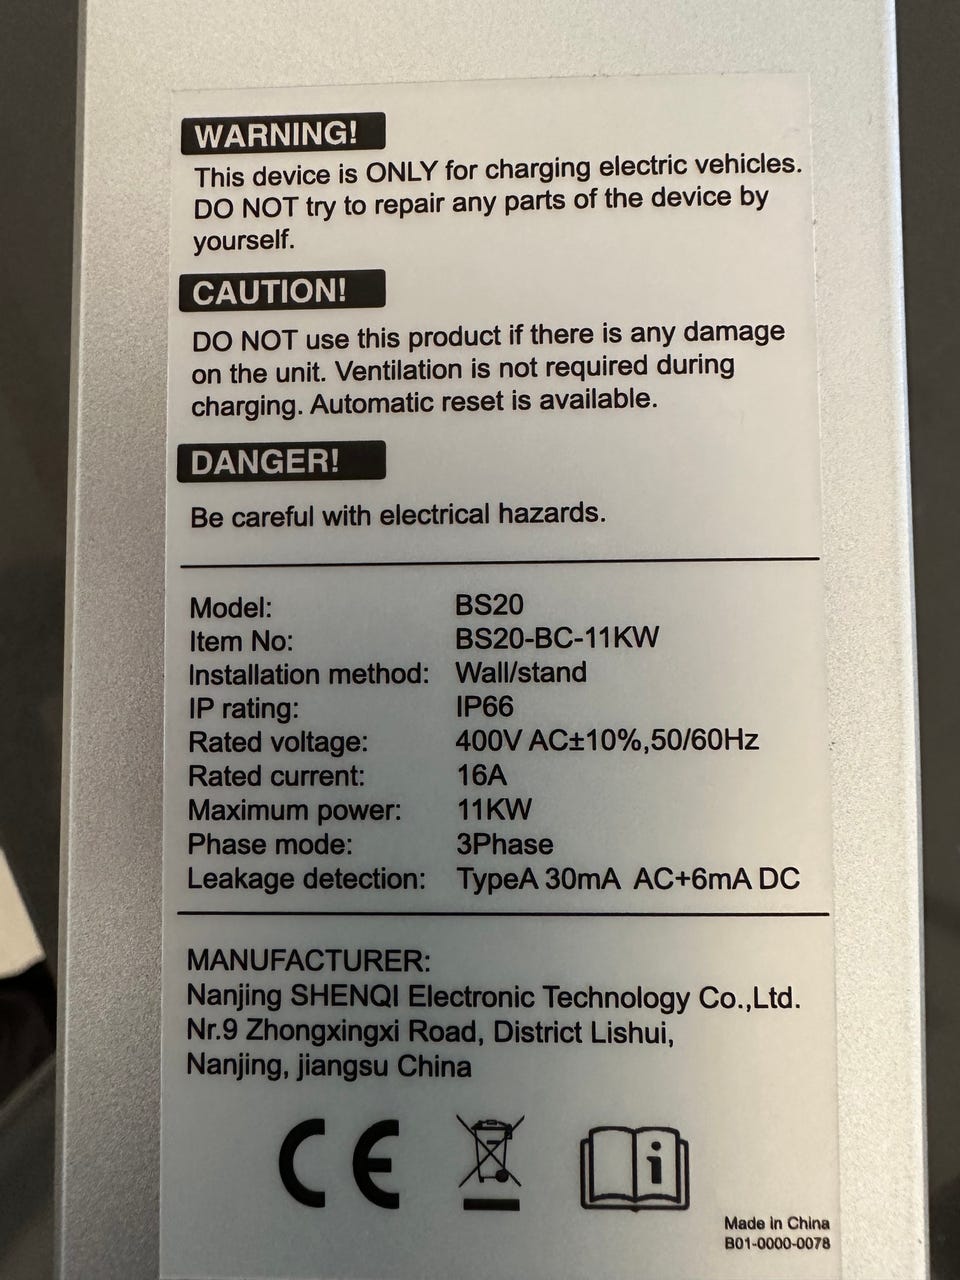 WARNING!
This device is ONLY for charging electric vehicles.
DO NOT try to repair any parts of the device by
yourself.
CAUTION!
DO NOT use this product if there is any damage
on the unit. Ventilation is not required during
charging. Automatic reset is available.
DANGER!
Be careful with electrical hazards.
Model: BS20
Item No: BS20-BC-11KW
Installation method: Wall/stand
IP rating: IP66
Rated voltage: 400V AC±10%,50/60Hz
Rated current: 16A
Maximum power: 11KW
Phase mode: 3Phase
Leakage detection: TypeA 30mA AC+6mA DC
MANUFACTURER:
Nanjing SHENQI Electronic Technology Co.,Ltd.
Nr.9 Zhongxingxi Road, District Lishui,
Nanjing, jiangsu China
CE
i
Made in China
B01-0000-0078